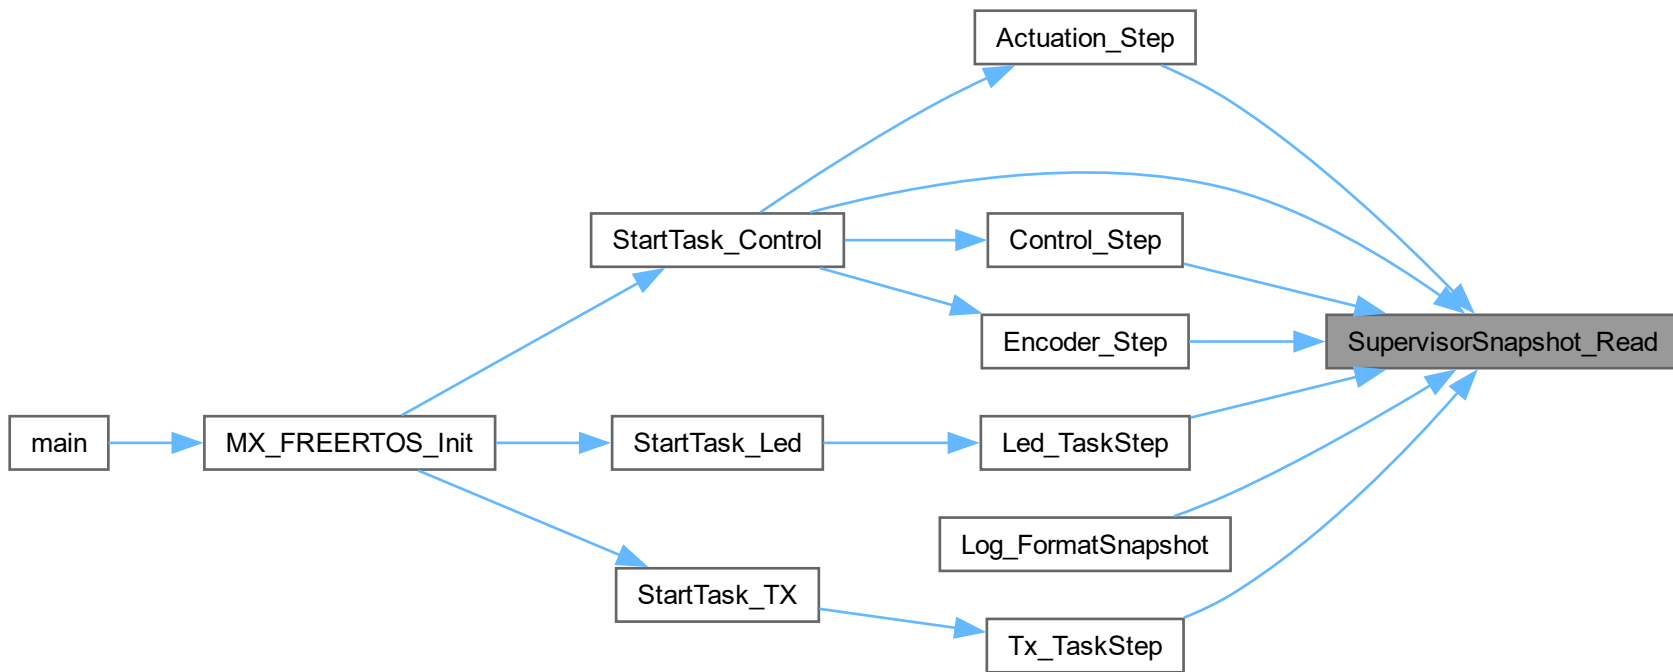 Actuation_Step
StartTask_Control
Control_Step
Encoder_Step
SupervisorSnapshot_Read
main
MX_FREERTOS_Init
StartTask_Led
Led_TaskStep
Log_FormatSnapshot
StartTask_TX
Tx_TaskStep